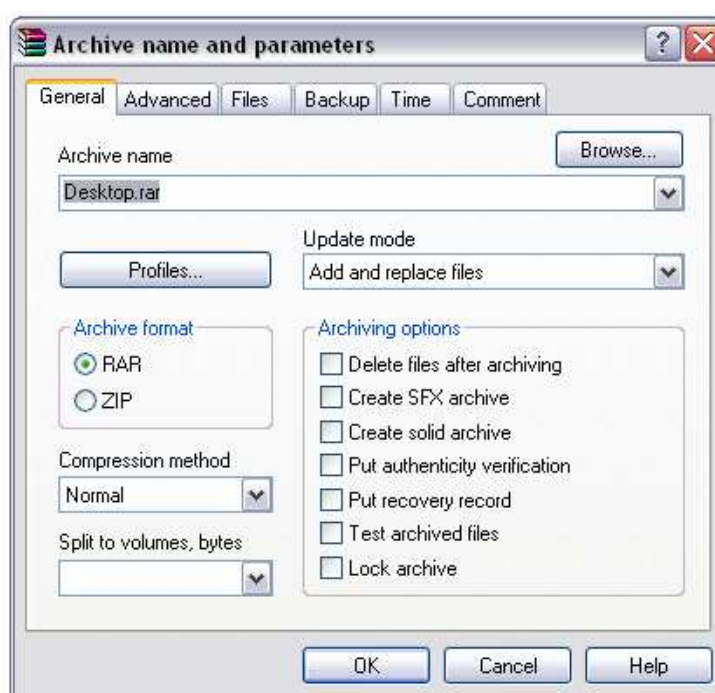 Archive name and parameters
General Advanced Files Backup Time Comment
Archive name
Browse...
Desktop.rar
Update mode
Profiles...
Add and replace files
Archive format
RAR
ZIP
Compression method
Normal
Split to volumes, bytes
Archiving options
Delete files after archiving
Create SFX archive
Create solid archive
Put authenticity verification
Put recovery record
Test archived files
Lock archive
OK Cancel Help